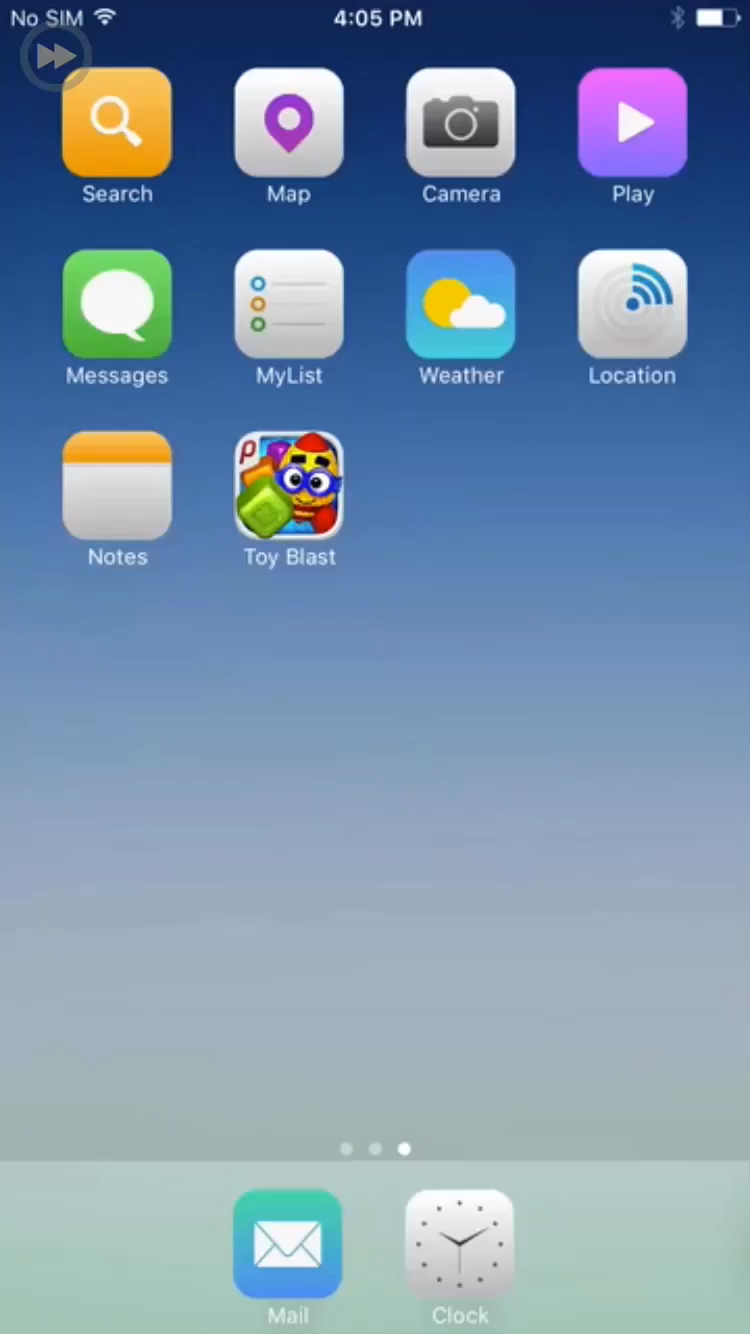 No SIM 4:05 PM
Search Map Camera Play
Messages MyList Weather Location
Notes Toy Blast
Mail Clock